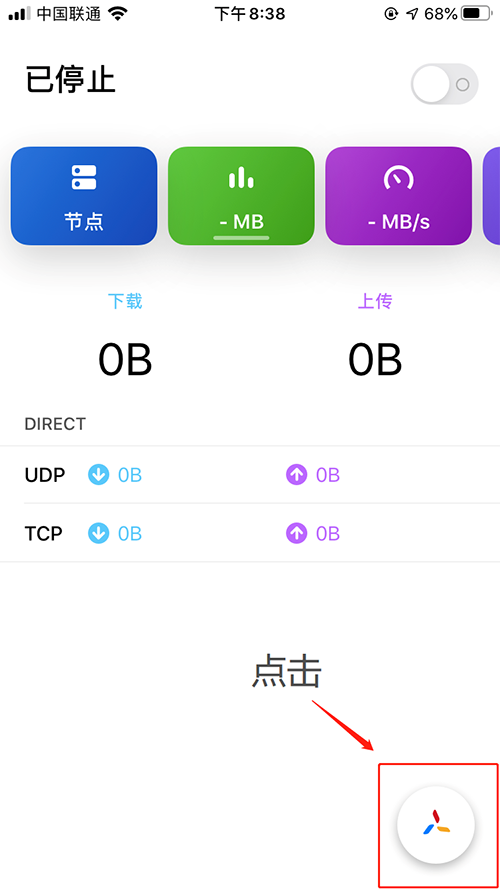 中国联通 下午8:38 68%
已停止
节点 - MB - MB/s
下载 上传
0B 0B
DIRECT
UDP 0B 0B
TCP 0B 0B
点击